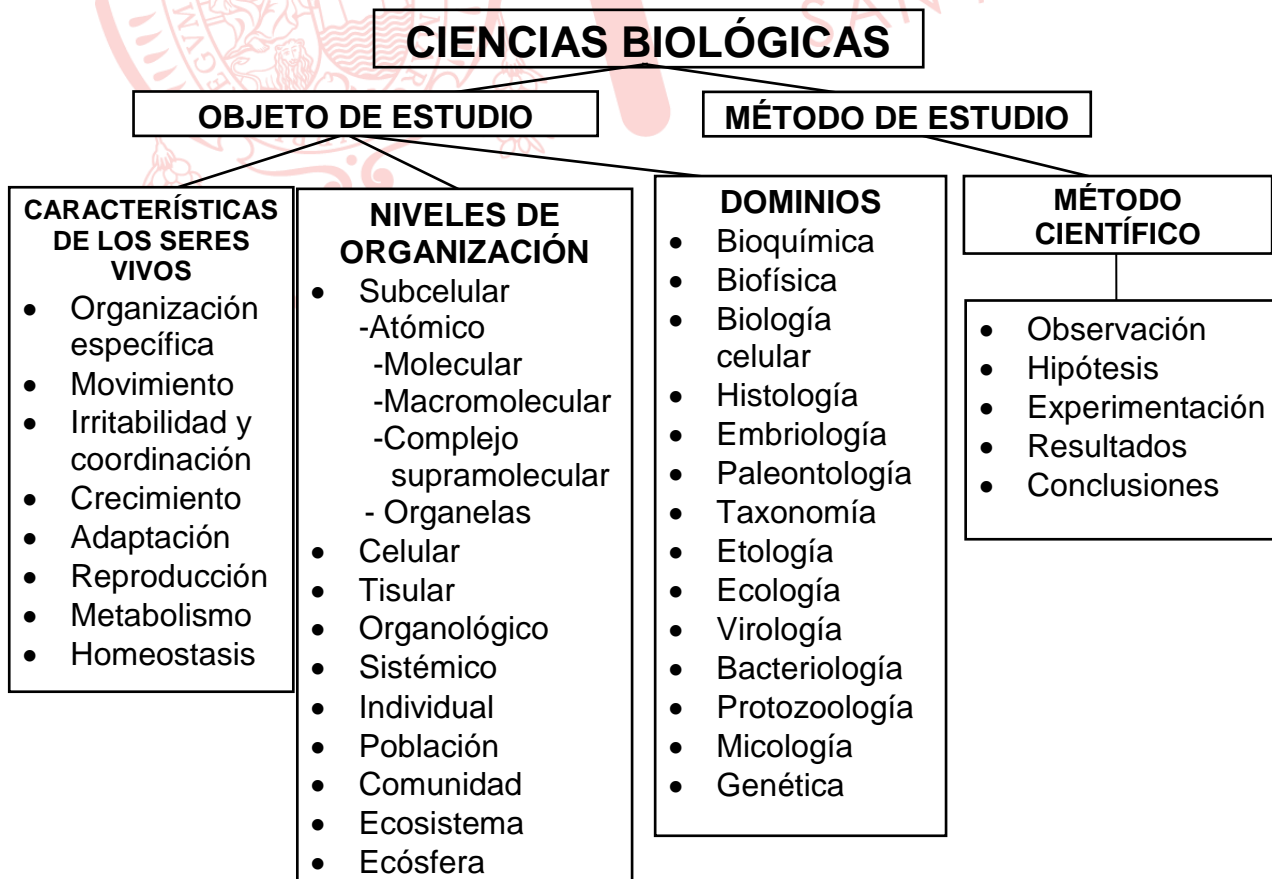 CIENCIAS BIOLÓGICAS
OBJETO DE ESTUDIO
MÉTODO DE ESTUDIO
CARACTERÍSTICAS
DE LOS SERES
VIVOS
• Organización
específica
• Movimiento
• Irritabilidad y
coordinación
• Crecimiento
• Adaptación
• Reproducción
• Metabolismo
• Homeostasis
NIVELES DE
ORGANIZACIÓN
• Subcelular
-Atómico
-Molecular
-Macromolecular
-Complejo
supramolecular
- Organelas
• Celular
• Tisular
• Organológico
• Sistémico
• Individual
• Población
• Comunidad
• Ecosistema
• Ecósfera
DOMINIOS
• Bioquímica
• Biofísica
• Biología
celular
• Histología
• Embriología
• Paleontología
• Taxonomía
• Etología
• Ecología
• Virología
• Bacteriología
• Protozoología
• Micología
• Genética
MÉTODO
CIENTÍFICO
• Observación
• Hipótesis
• Experimentación
• Resultados
• Conclusiones